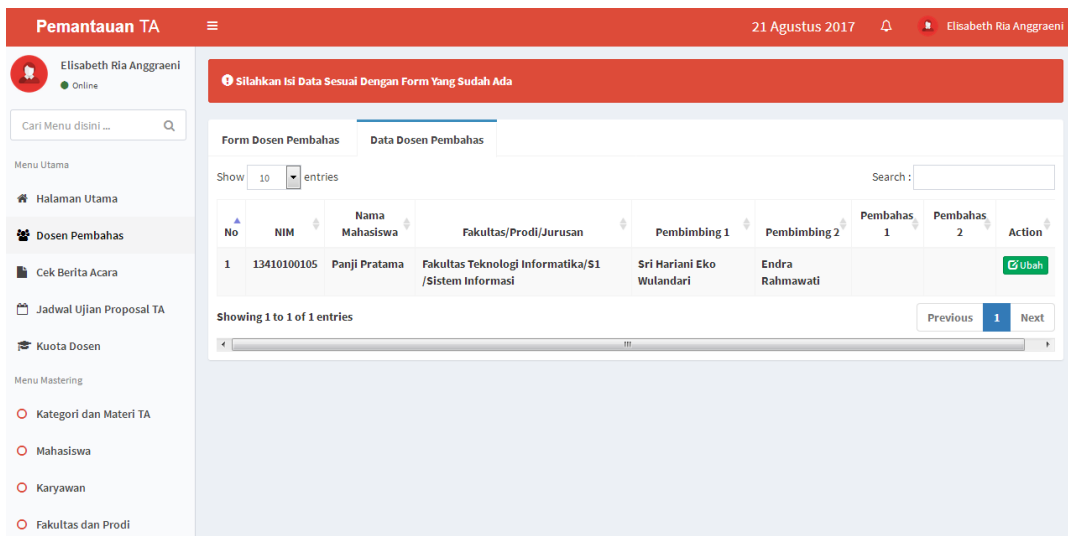 Pemantauan TA
21 Agustus 2017
Elisabeth Ria Anggraeni
Elisabeth Ria Anggraeni
Online
Cari Menu disini ...
Menu Utama
Halaman Utama
Dosen Pembahas
Cek Berita Acara
Jadwal Ujian Proposal TA
Kuota Dosen
Menu Mastering
Kategori dan Materi TA
Mahasiswa
Karyawan
Fakultas dan Prodi
Silahkan Isi Data Sesuai Dengan Form Yang Sudah Ada
Form Dosen Pembahas
Data Dosen Pembahas
Show 10 entries
Search :
No
NIM
Nama
Mahasiswa
Fakultas/Prodi/Jurusan
Pembimbing 1
Pembimbing 2
Pembahas
1
Pembahas
2
Action
1
13410100105
Panji Pratama
Fakultas Teknologi Informatika/S1
/Sistem Informasi
Sri Hariani Eko
Wulandari
Endra
Rahmawati
Ubah
Showing 1 to 1 of 1 entries
Previous 1 Next